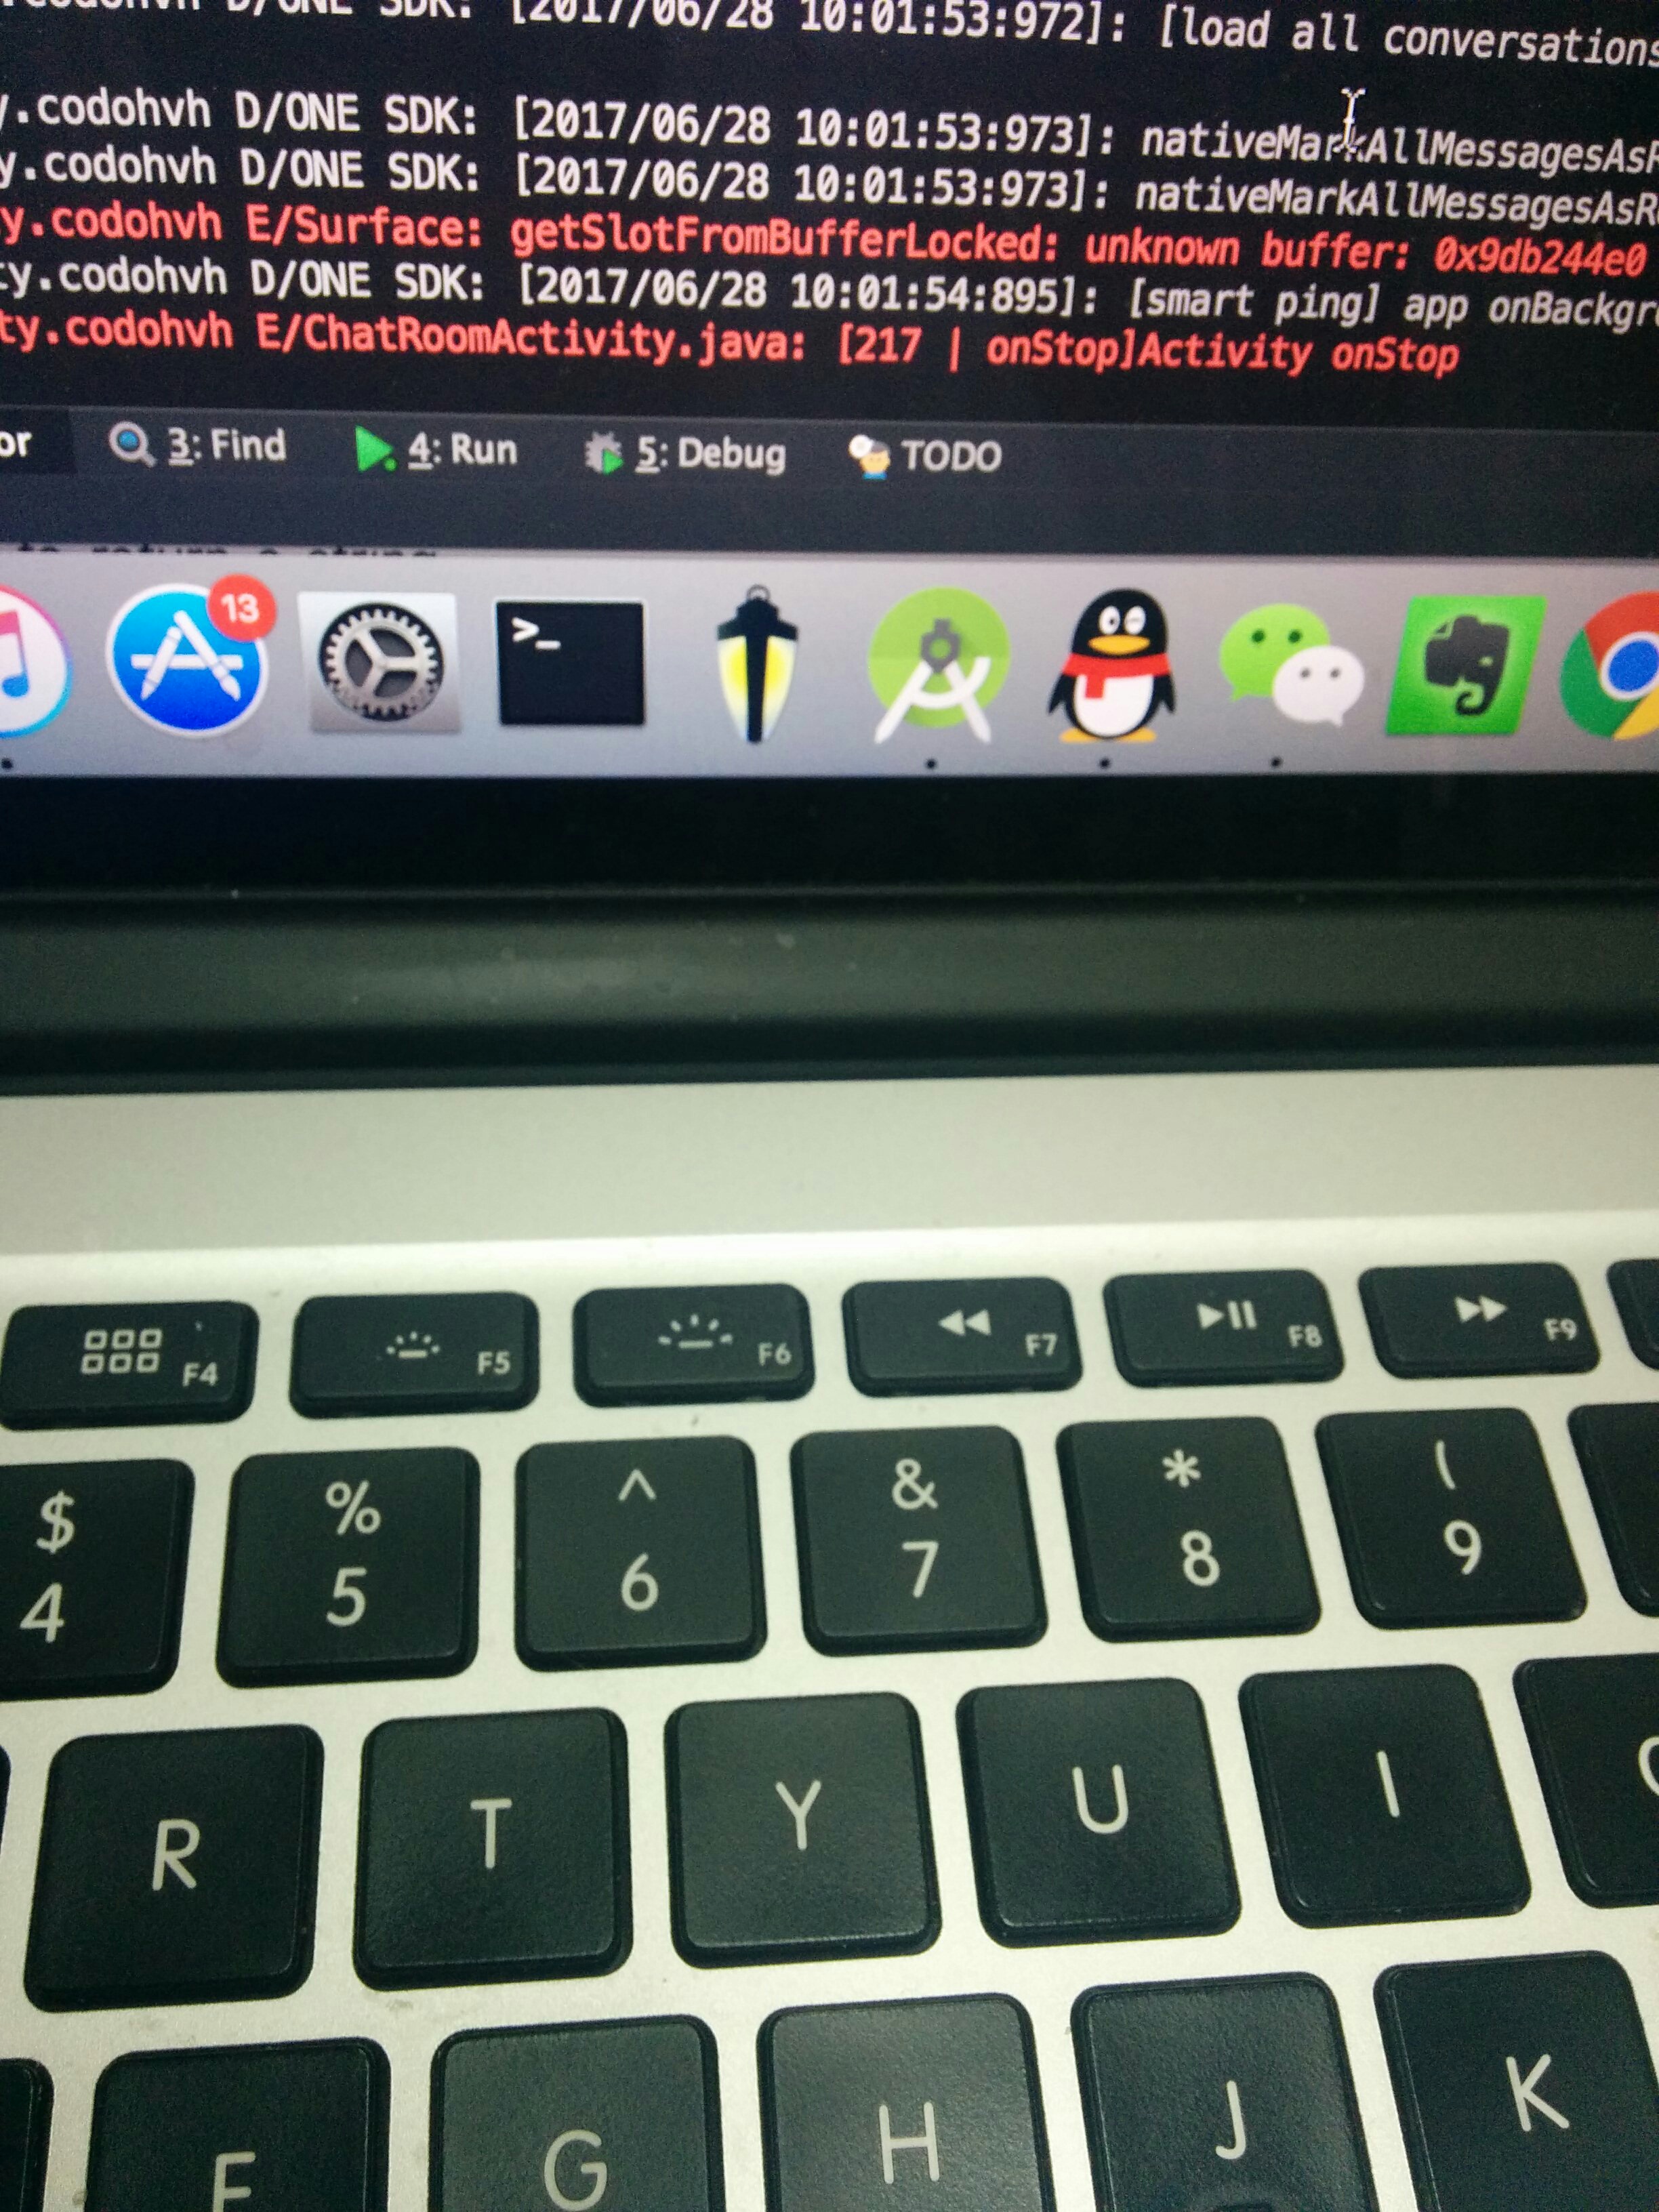 D/ONE SDK: [2017/06/28 10:01:53:972]: [load all conversations
y.codohvh D/ONE SDK: [2017/06/28 10:01:53:973]: nativeMarkAllMessagesAsR
y.codohvh D/ONE SDK: [2017/06/28 10:01:53:973]: nativeMarkAllMessagesAsR
ty.codohvh E/Surface: getSlotFromBufferLocked: unknown buffer: 0x9db244e0
ty.codohvh D/ONE SDK: [2017/06/28 10:01:54:895]: [smart ping] app onBackgr
ty.codohvh E/ChatRoomActivity.java: [217 | onStop]Activity onStop
or 3: Find 4: Run 5: Debug TODO
to return a string
13
>_
F4 F5 F6 F7 F8 F9
$ % ^ & * (
4 5 6 7 8 9
R T Y U I
F G H J K